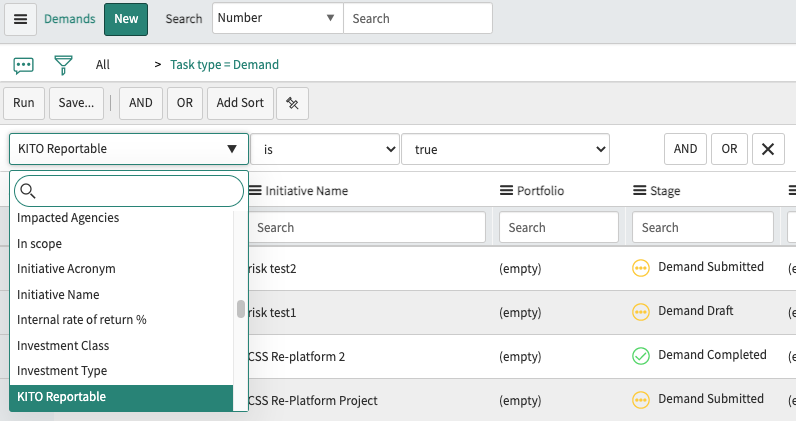 Demands New Search Number Search
All > Task type = Demand
Run Save... AND OR Add Sort
KITO Reportable is true AND OR
Initiative Name Portfolio Stage
Impacted Agencies
Search Search Search
In scope
Initiative Acronym
risk test2 (empty) Demand Submitted (e
Initiative Name
Internal rate of return %
risk test1 (empty) Demand Draft (e
Investment Class
CSS Re-platform 2 (empty) Demand Completed (e
Investment Type
KITO Reportable
CSS Re-Platform Project (empty) Demand Submitted (e